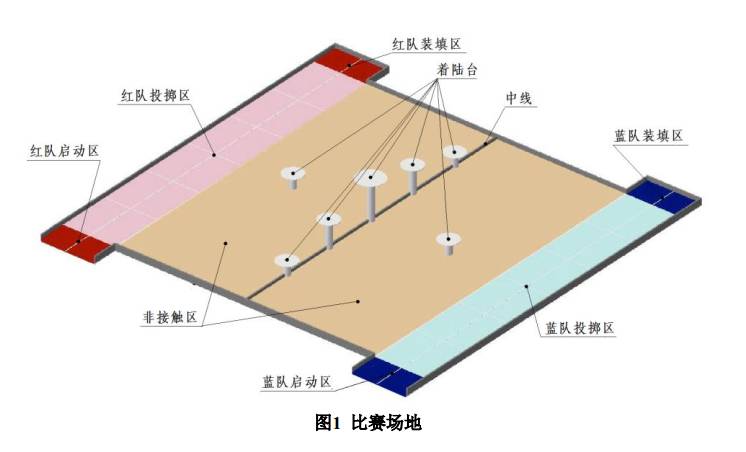 红队装填区
着陆台
红队投掷区
中线
蓝队装填区
红队启动区
非接触区
蓝队投掷区
蓝队启动区
图1 比赛场地